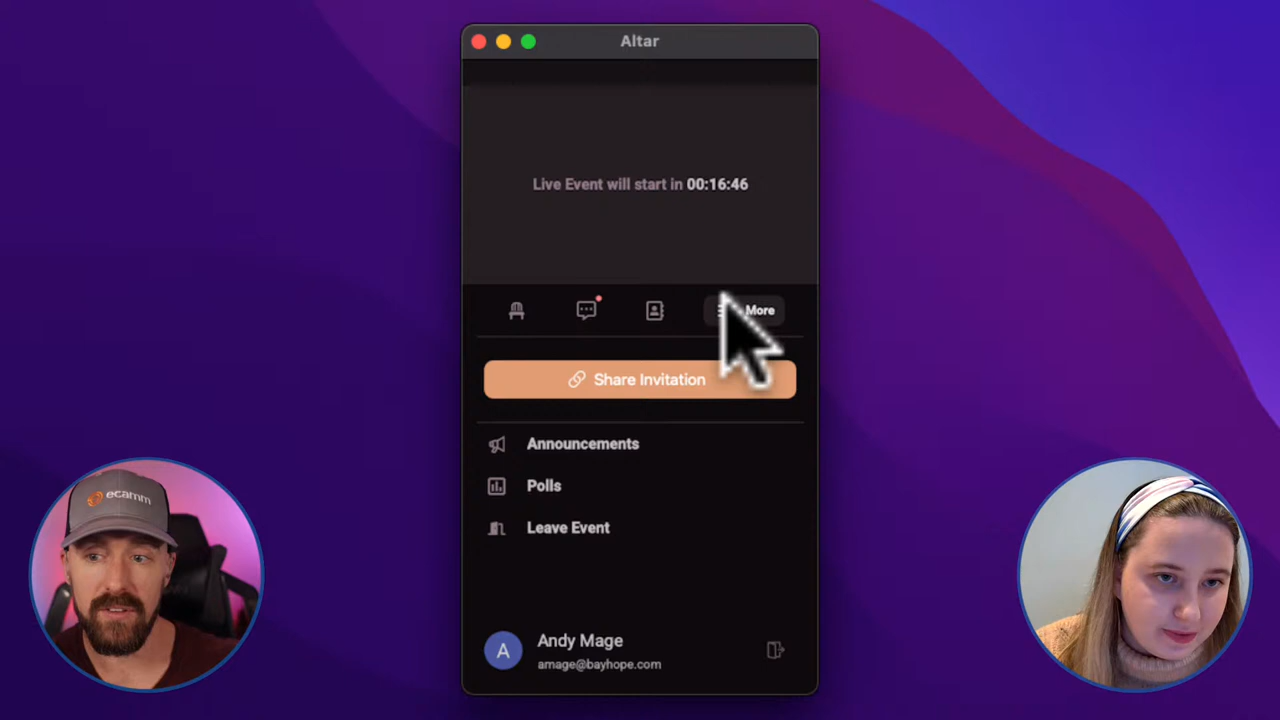 Altar
Live Event will start in 00:16:46
More
Share Invitation
Announcements
Polls
Leave Event
ecamm
A
Andy Mage
amage@bayhope.com